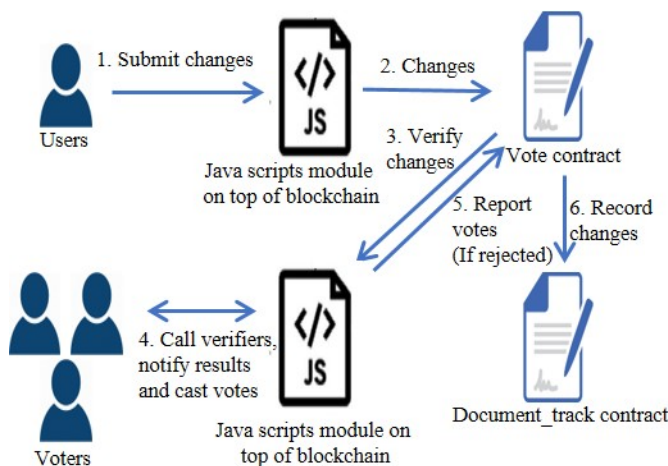 1. Submit changes
2. Changes
</>
JS
Users
Java scripts module
on top of blockchain
3. Verify
changes
Vote contract
5. Report
votes
(If rejected)
6. Record
changes
4. Call verifiers,
notify results
and cast votes
</>
JS
Voters
Java scripts module on
top of blockchain
Document_track contract